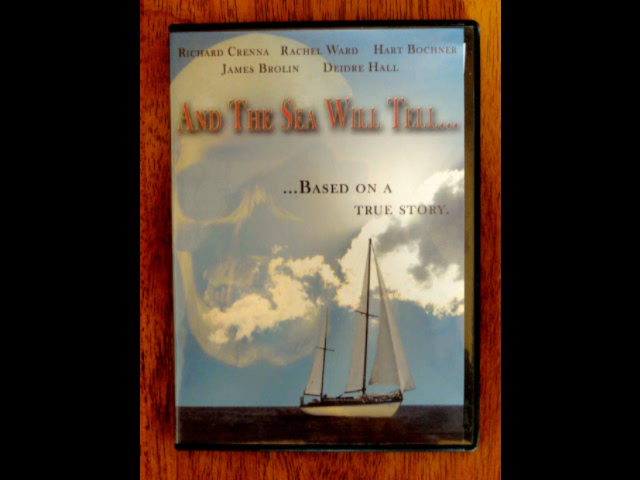 Richard Crenna Rachel Ward Hart Bochner
James Brolin Deidre Hall
And The Sea Will Tell...
...Based on a
true story.